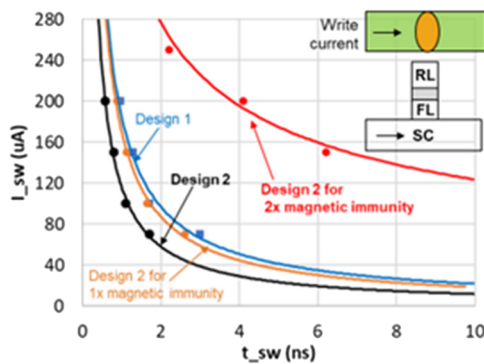 280
240
200
160
120
80
40
0
I_sw (uA)
0
2
4
6
8
10
t_sw (ns)
Design 1
Design 2
Design 2 for
1x magnetic immunity
Design 2 for
2x magnetic immunity
Write
current
RL
FL
SC